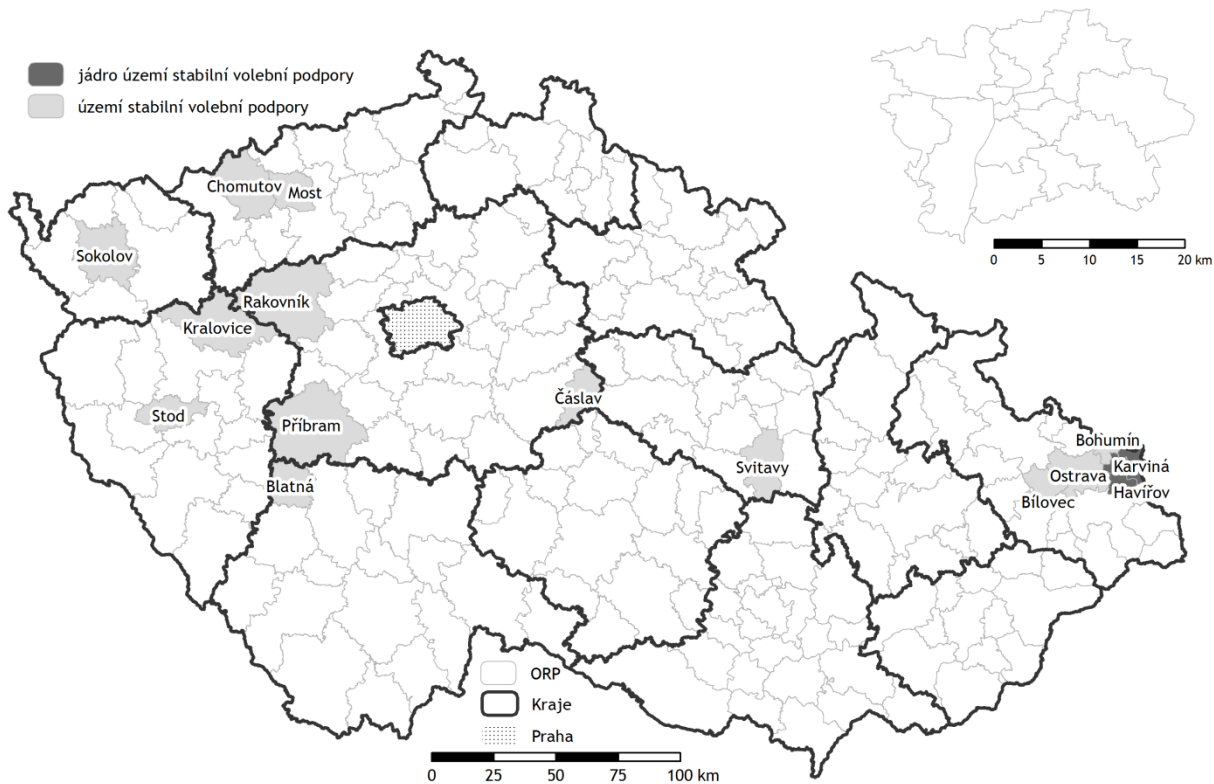 jádro území stabilní volební podpory
území stabilní volební podpory
0 5 10 15 20 km
Chomutov
Most
Sokolov
Rakovník
Kralovice
Čáslav
Stod
Příbram
Bohumín
Svitavy
Karviná
Ostrava
Blatná
Havířov
Bílovec
ORP
Kraje
Praha
0 25 50 75 100 km